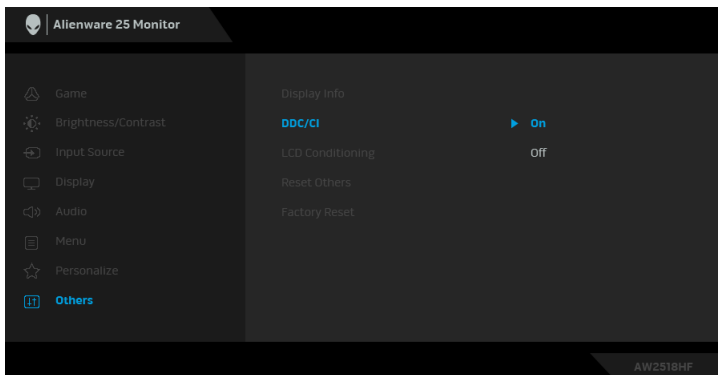 Alienware 25 Monitor
Game
Brightness/Contrast
Input Source
Display
Audio
Menu
Personalize
Others
Display Info
DDC/CI
On
LCD Conditioning
Off
Reset Others
Factory Reset
AW2518HF